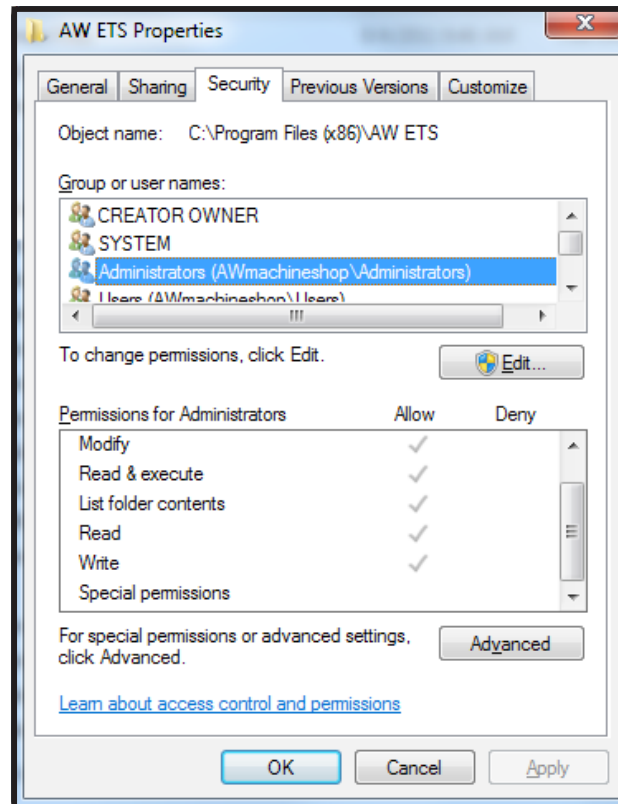 AW ETS Properties
General Sharing Security Previous Versions Customize
Object name: C:\Program Files (x86)\AW ETS
Group or user names:
CREATOR OWNER
SYSTEM
Administrators (AWmachineshop\Administrators)
Users (AWmachineshop\Users)
To change permissions, click Edit.
Edit...
Permissions for Administrators Allow Deny
Modify
Read & execute
List folder contents
Read
Write
Special permissions
For special permissions or advanced settings,
click Advanced.
Advanced
Learn about access control and permissions
OK Cancel Apply